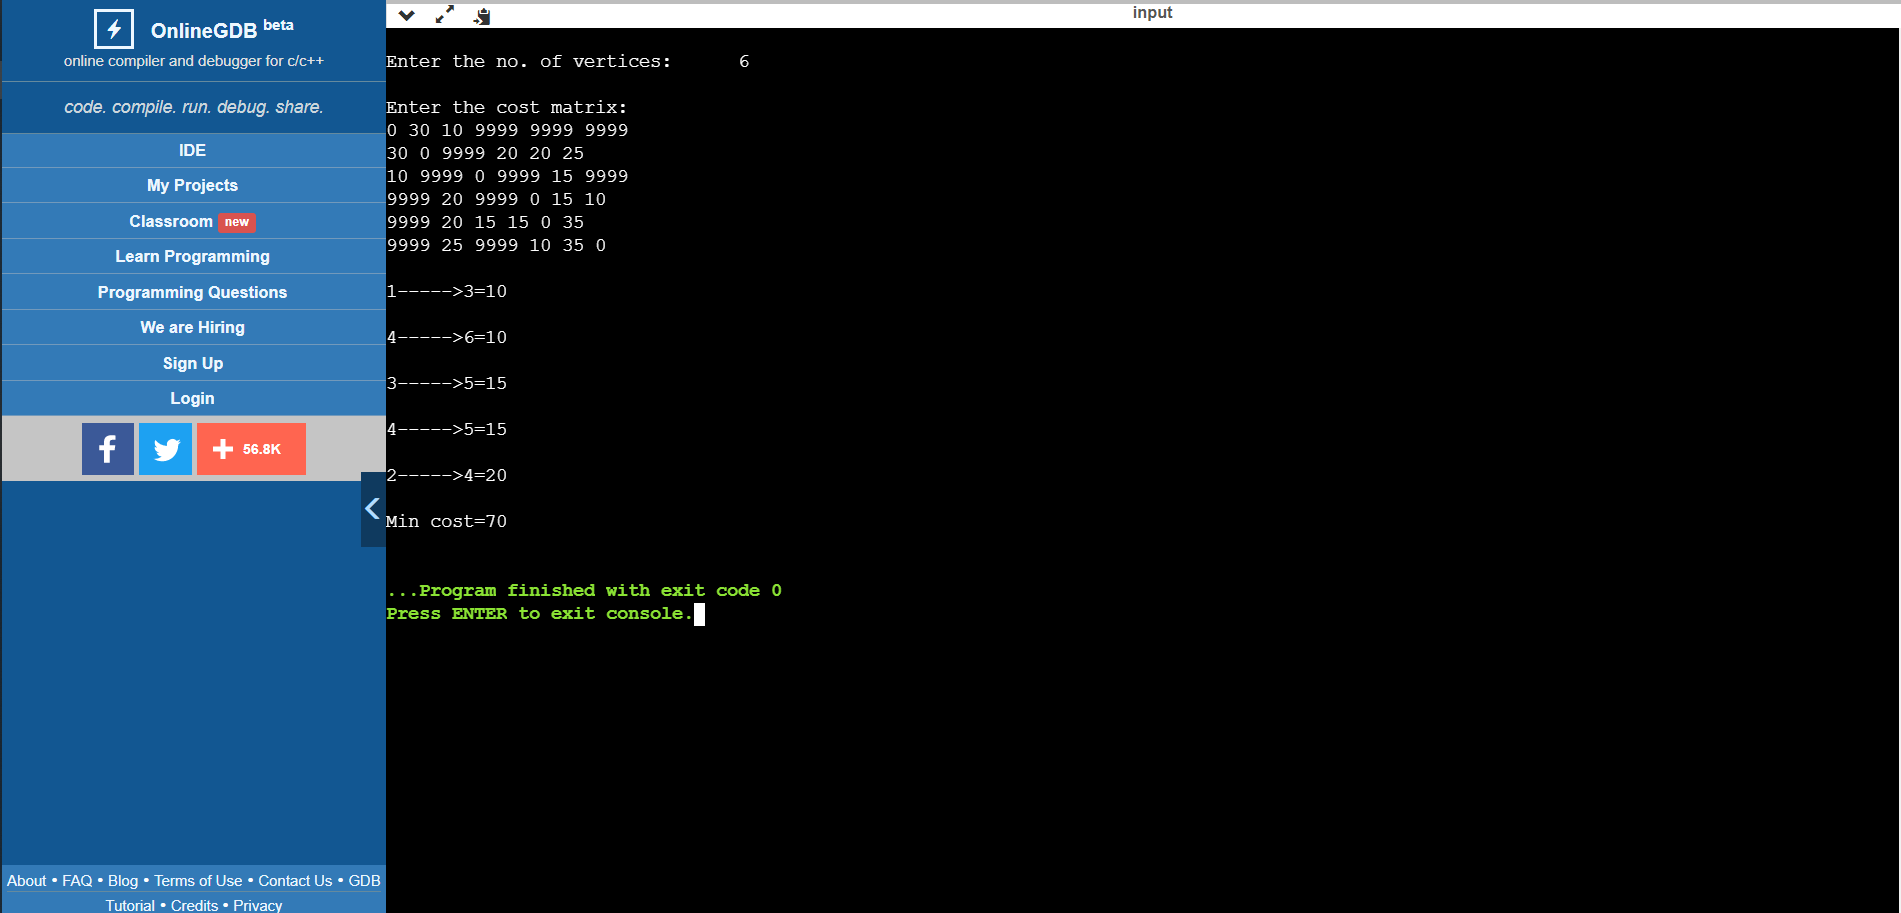 OnlineGDB beta
online compiler and debugger for c/c++
code. compile. run. debug. share.
IDE
My Projects
Classroom new
Learn Programming
Programming Questions
We are Hiring
Sign Up
Login
56.8K
About • FAQ • Blog • Terms of Use • Contact Us • GDB
Tutorial • Credits • Privacy
input
Enter the no. of vertices: 6
Enter the cost matrix:
0 30 10 9999 9999 9999
30 0 9999 20 20 25
10 9999 0 9999 15 9999
9999 20 9999 0 15 10
9999 20 15 15 0 35
9999 25 9999 10 35 0
1----->3=10
4----->6=10
3----->5=15
4----->5=15
2----->4=20
Min cost=70
...Program finished with exit code 0
Press ENTER to exit console.